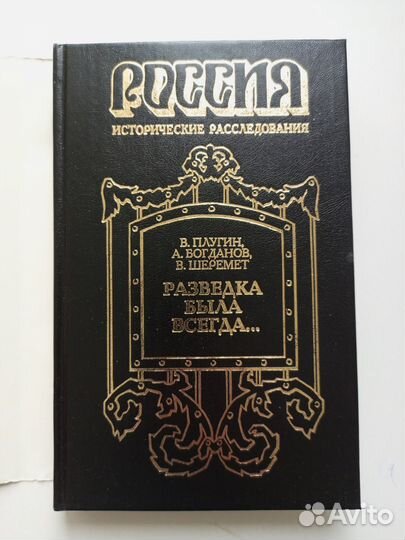 РОССИЯ
ИСТОРИЧЕСКИЕ РАССЛЕДОВАНИЯ
В. ПЛУГИН,
А. БОГДАНОВ,
В. ШЕРЕМЕТ
РАЗВЕДКА
БЫЛА
ВСЕГДА...
Avito